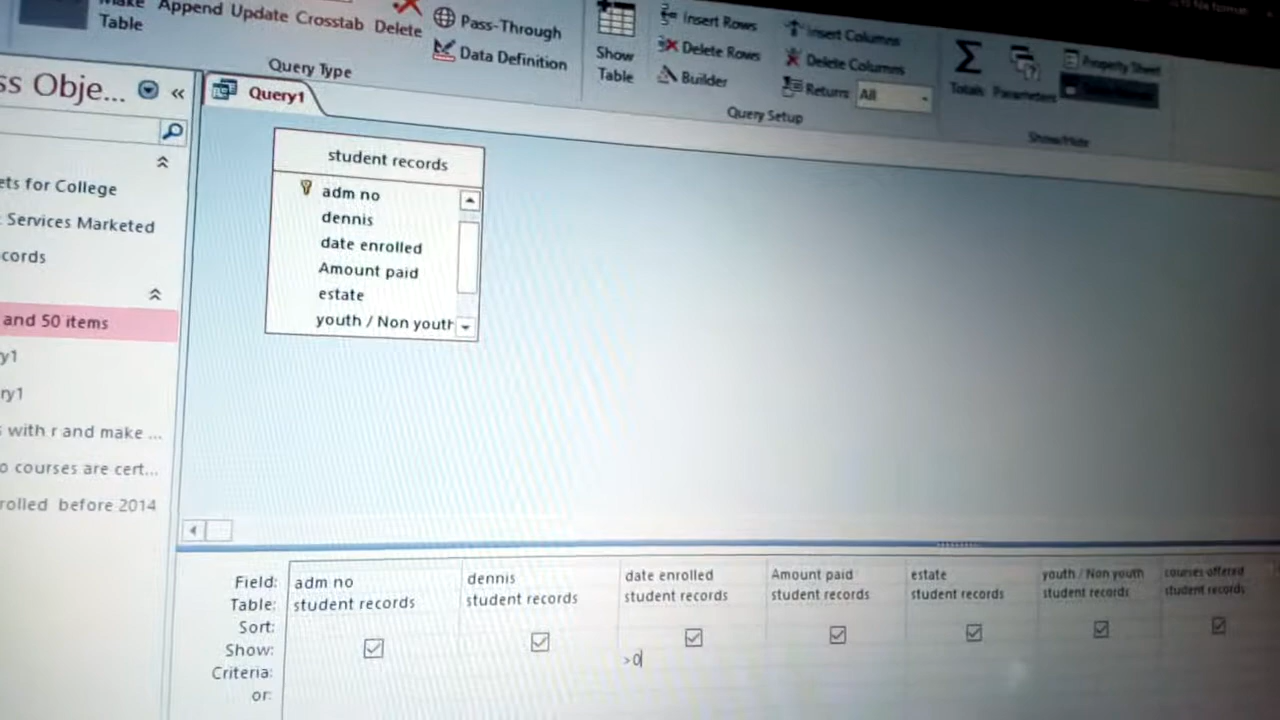 Make Table
Append
Update
Crosstab
Delete
Pass-Through
Data Definition
Query Type
Show Table
Insert Rows
Delete Rows
Builder
Insert Columns
Delete Columns
Return: All
Query Setup
Totals
Parameters
Property Sheet
Show/Hide
ss Obje... «
Query1
student records
adm no
dennis
date enrolled
Amount paid
estate
youth / Non youth
ets for College
Services Marketed
cords
and 50 items
y1
ry1
with r and make ...
o courses are cert...
rolled before 2014
Field: adm no dennis date enrolled Amount paid estate youth / Non youth courses offered
Table: student records student records student records student records student records student records student records
Sort:
Show:
Criteria: >0
or: